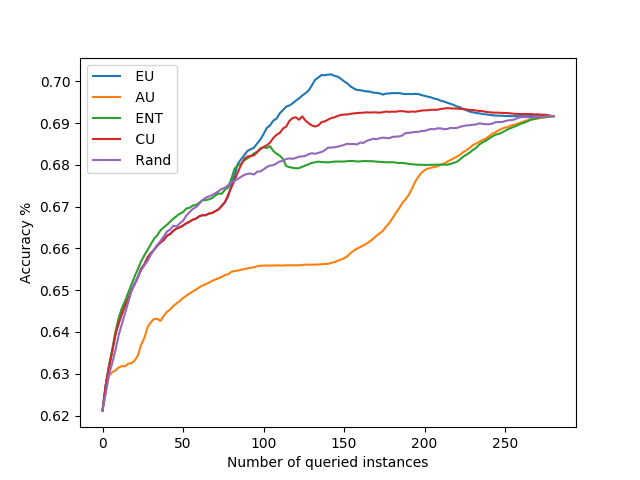 EU
AU
ENT
CU
Rand
0.70
0.69
0.68
0.67
0.66
0.65
0.64
0.63
0.62
Accuracy %
0 50 100 150 200 250
Number of queried instances